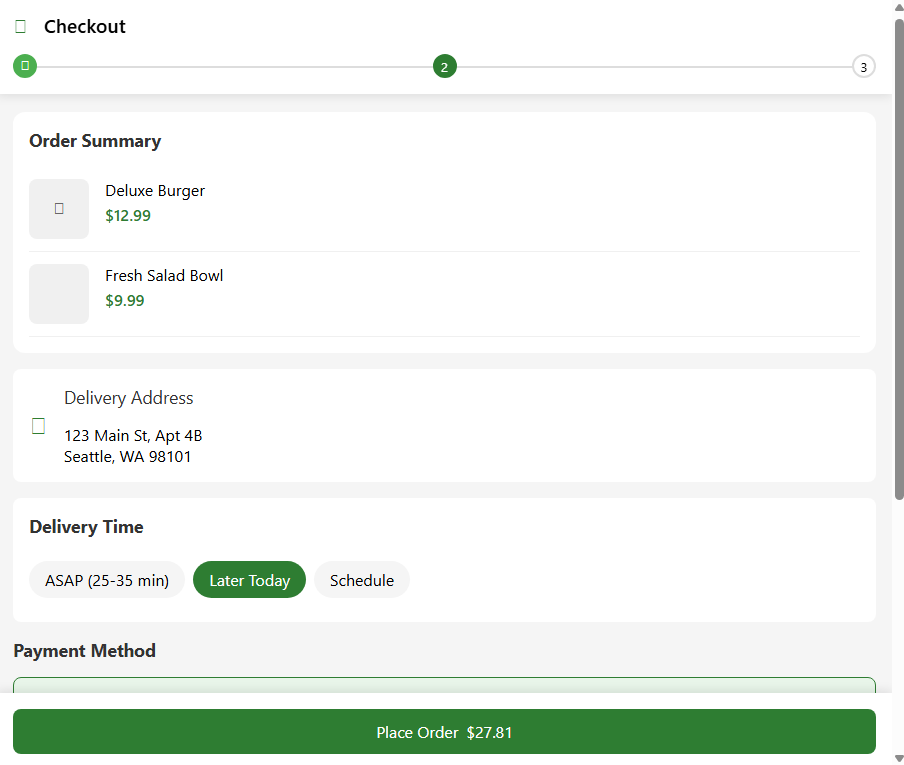 Checkout
2
3
Order Summary
Deluxe Burger
$12.99
Fresh Salad Bowl
$9.99
Delivery Address
123 Main St, Apt 4B
Seattle, WA 98101
Delivery Time
ASAP (25-35 min)
Later Today
Schedule
Payment Method
Place Order $27.81